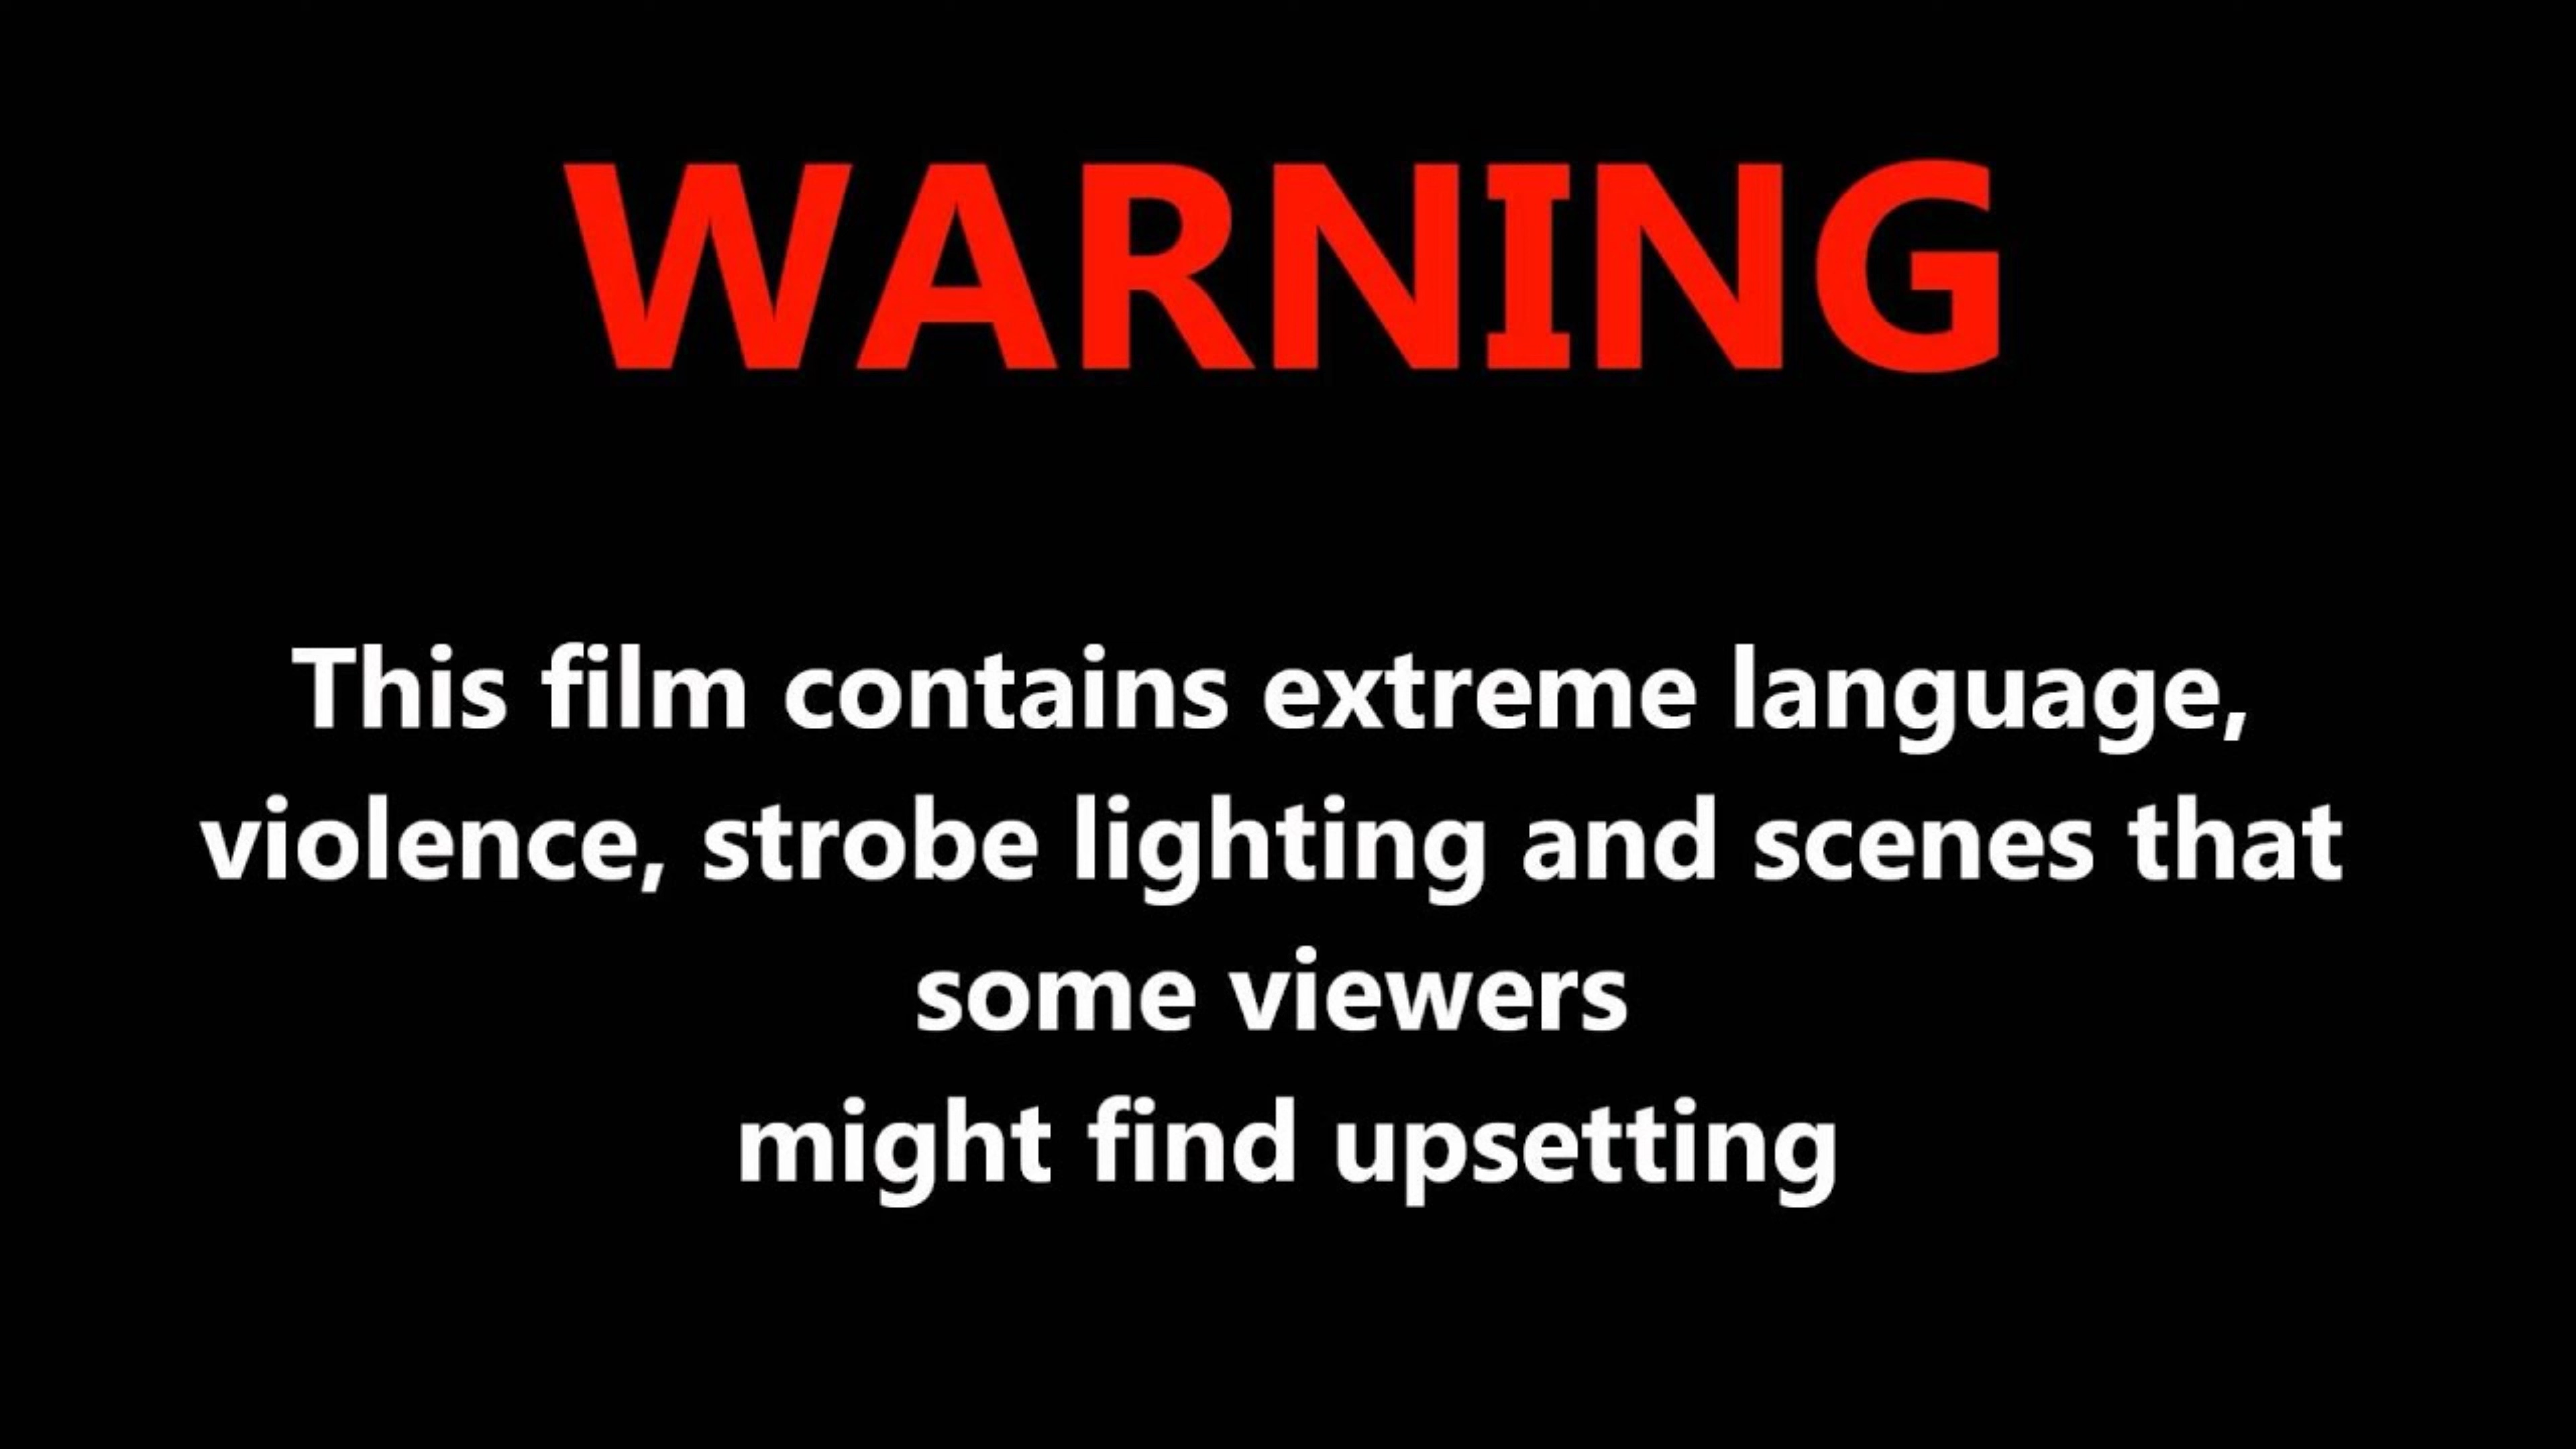 WARNING
This film contains extreme language,
violence, strobe lighting and scenes that
some viewers
might find upsetting